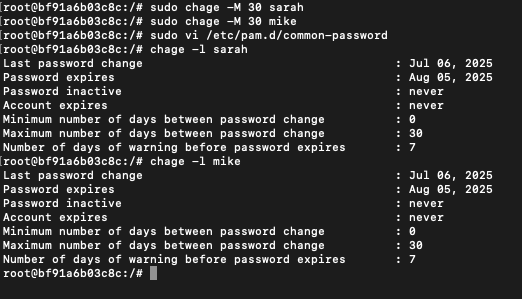 [root@bf91a6b03c8c:/# sudo chage -M 30 sarah
[root@bf91a6b03c8c:/# sudo chage -M 30 mike
[root@bf91a6b03c8c:/# sudo vi /etc/pam.d/common-password
[root@bf91a6b03c8c:/# chage -l sarah
Last password change : Jul 06, 2025
Password expires : Aug 05, 2025
Password inactive : never
Account expires : never
Minimum number of days between password change : 0
Maximum number of days between password change : 30
Number of days of warning before password expires : 7
[root@bf91a6b03c8c:/# chage -l mike
Last password change : Jul 06, 2025
Password expires : Aug 05, 2025
Password inactive : never
Account expires : never
Minimum number of days between password change : 0
Maximum number of days between password change : 30
Number of days of warning before password expires : 7
root@bf91a6b03c8c:/#